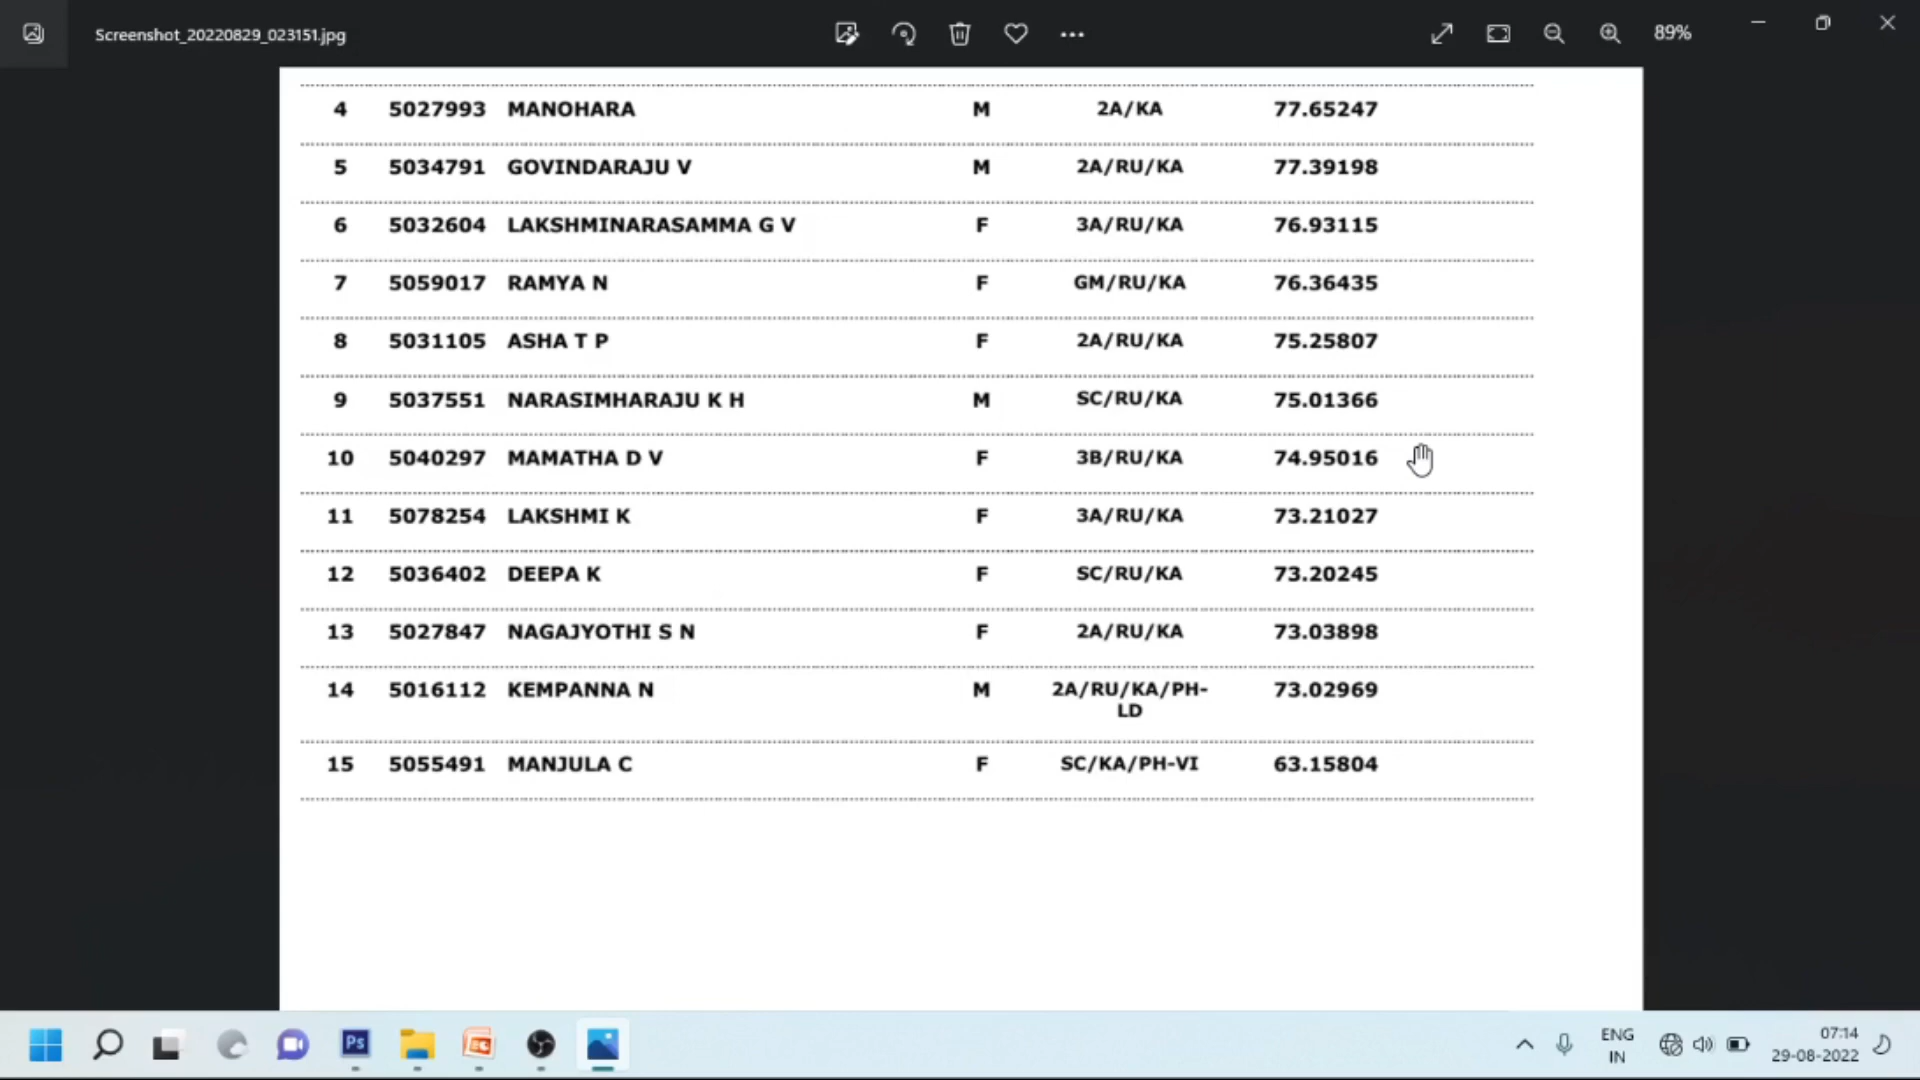 Screenshot_20220829_023151.jpg
89%
4 5027993 MANOHARA M 2A/KA 77.65247
5 5034791 GOVINDARAJU V M 2A/RU/KA 77.39198
6 5032604 LAKSHMINARASAMMA G V F 3A/RU/KA 76.93115
7 5059017 RAMYA N F GM/RU/KA 76.36435
8 5031105 ASHA T P F 2A/RU/KA 75.25807
9 5037551 NARASIMHARAJU K H M SC/RU/KA 75.01366
10 5040297 MAMATHA D V F 3B/RU/KA 74.95016
11 5078254 LAKSHMI K F 3A/RU/KA 73.21027
12 5036402 DEEPA K F SC/RU/KA 73.20245
13 5027847 NAGAJYOTHI S N F 2A/RU/KA 73.03898
14 5016112 KEMPANNA N M 2A/RU/KA/PH- 73.02969
LD
15 5055491 MANJULA C F SC/KA/PH-VI 63.15804
Ps
ENG
IN
07:14
29-08-2022